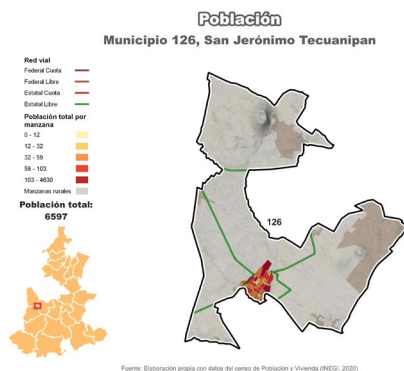 Población
Municipio 126, San Jerónimo Tecuanipan
Red vial
Federal Cuota
Federal Libre
Estatal Cuota
Estatal Libre
Población total por
manzana
0 - 12
12 - 32
32 - 59
59 - 103
103 - 4630
Manzanas rurales
Población total:
6597
126
Fuente: Elaboración propia con datos del censo de Población y Vivienda (INEGI, 2020)